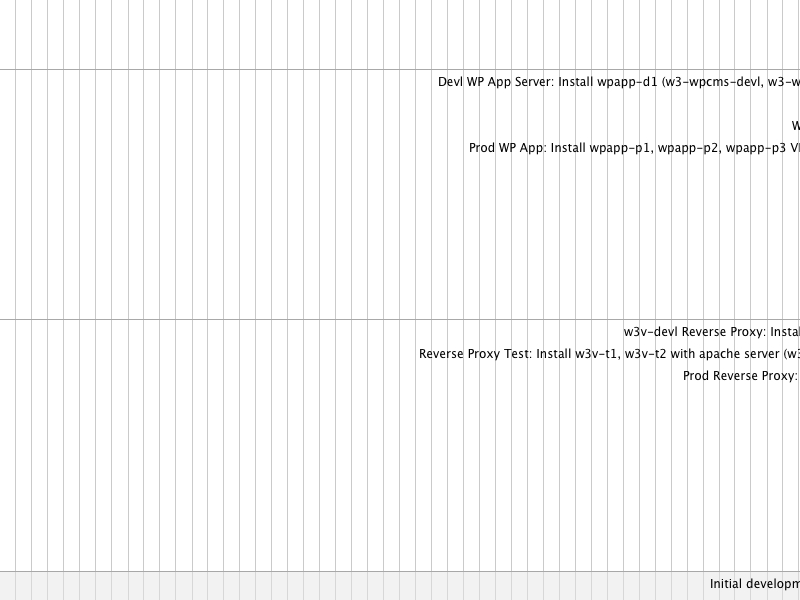 Devl WP App Server: Install wpapp-d1 (w3-wpcms-devl, w3-w
W
Prod WP App: Install wpapp-p1, wpapp-p2, wpapp-p3 V
w3v-devl Reverse Proxy: Insta
Reverse Proxy Test: Install w3v-t1, w3v-t2 with apache server (w3
Prod Reverse Proxy:
Initial developm